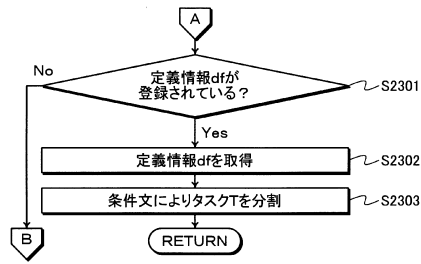 A
No
定義情報dfが
登録されている？
S2301
Yes
定義情報dfを取得
S2302
条件文によりタスクTを分割
S2303
B
RETURN